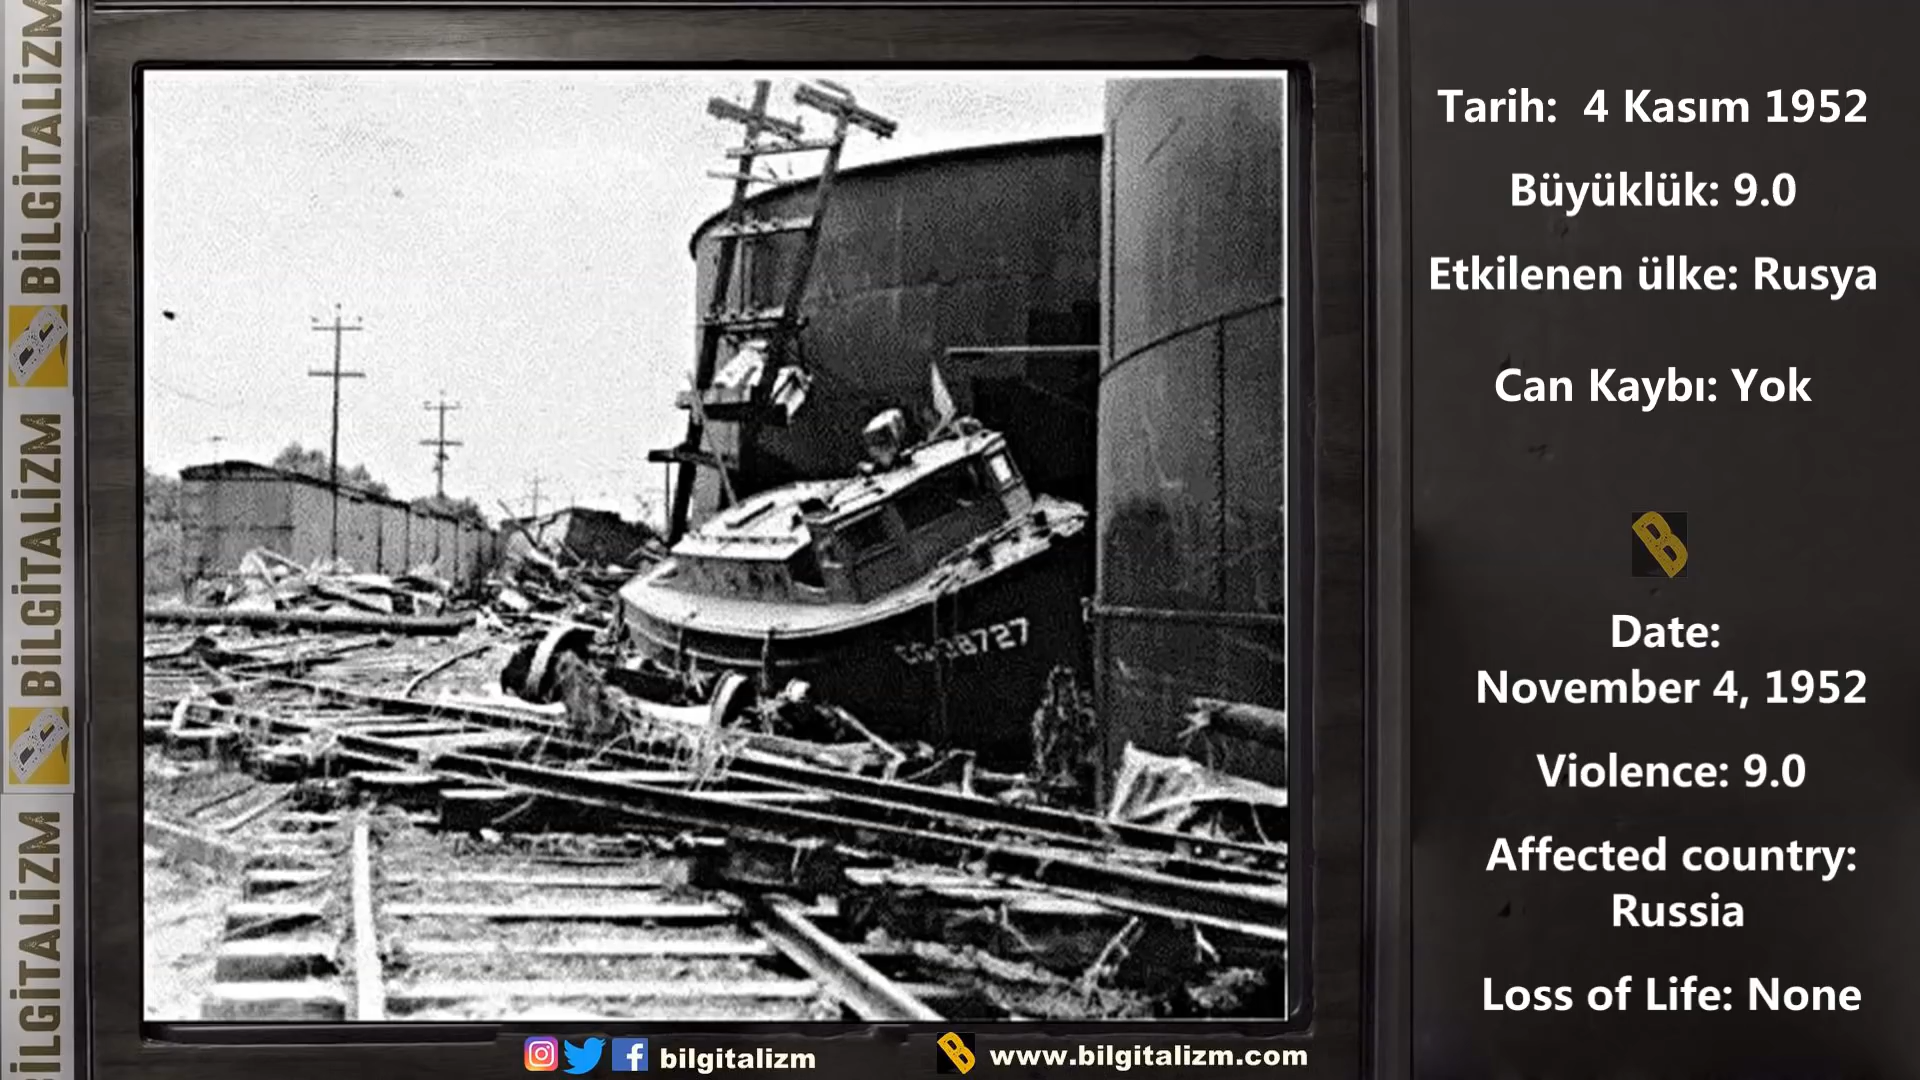 BİLGİTALİZM
BİLGİTALİZM
BİLGİTALİZM
Tarih: 4 Kasım 1952
Büyüklük: 9.0
Etkilenen ülke: Rusya
Can Kaybı: Yok
B
Date:
November 4, 1952
Violence: 9.0
Affected country:
Russia
Loss of Life: None
bilgitalizm
www.bilgitalizm.com